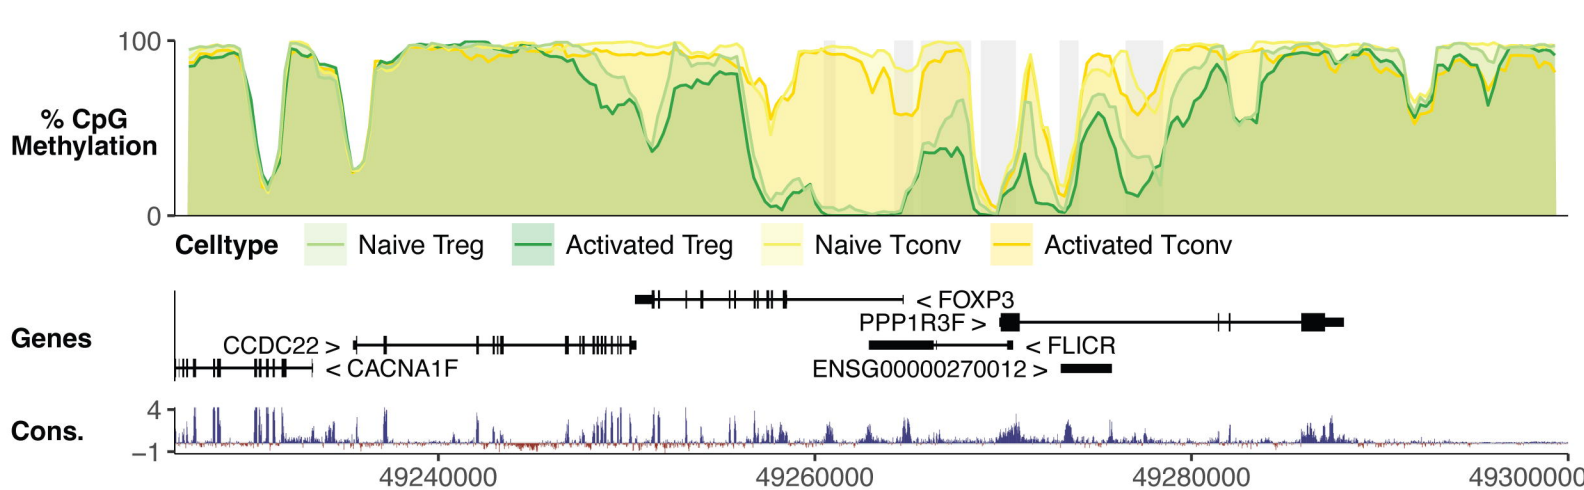 100
% CpG
Methylation
0
Celltype Naive Treg Activated Treg Naive Tconv Activated Tconv
< FOXP3
PPP1R3F >
Genes
CCDC22 > < FLICR
< CACNA1F ENSG00000270012 >
4
Cons.
−1
49240000 49260000 49280000 49300000